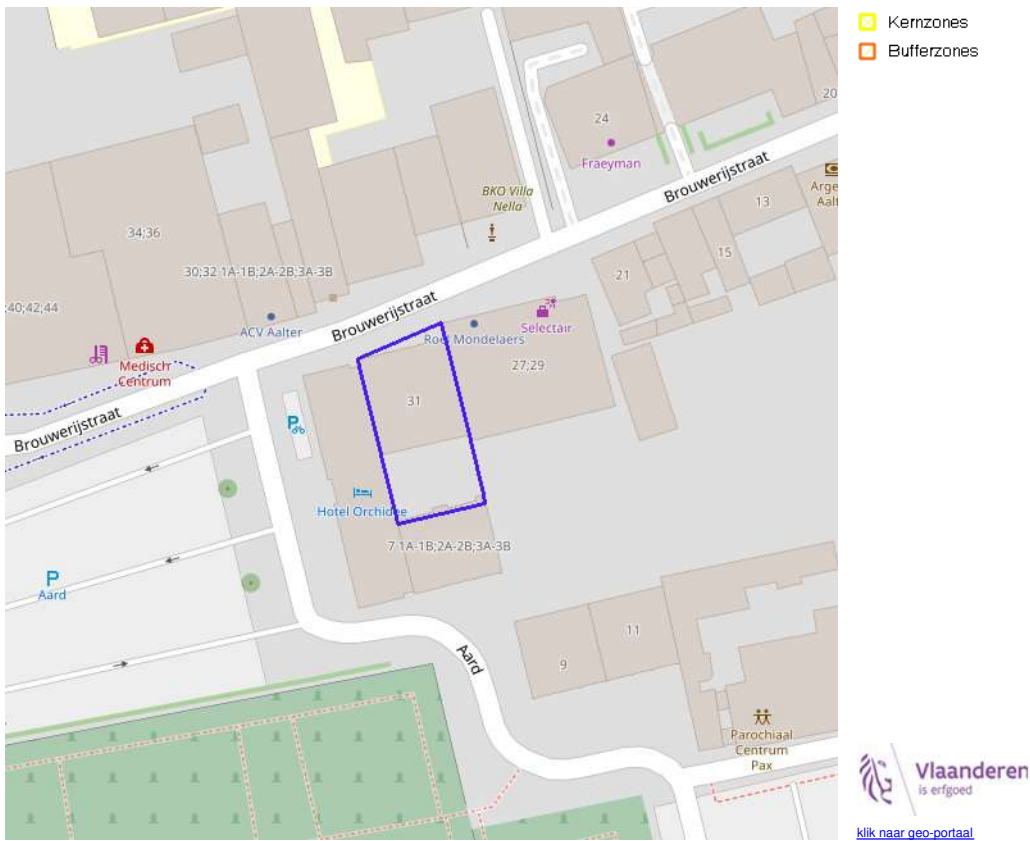 Kernzones
Bufferzones
20
24
Fraeyman
Brouwerijstraat
Arge
Aalt
BKO Villa
Nella
13
34;36
15
30;32 1A-1B;2A-2B;3A-3B
21
;40;42;44
Brouwerijstraat
ACV Aalter
Selectair
Roel Mondelaers
Medisch
Centrum
27;29
31
Brouwerijstraat
P
Hotel Orchidee
7 1A-1B;2A-2B;3A-3B
P
Aard
11
Aard
9
Parochiaal
Centrum
Pax
Vlaanderen
is erfgoed
klik naar geo-portaal